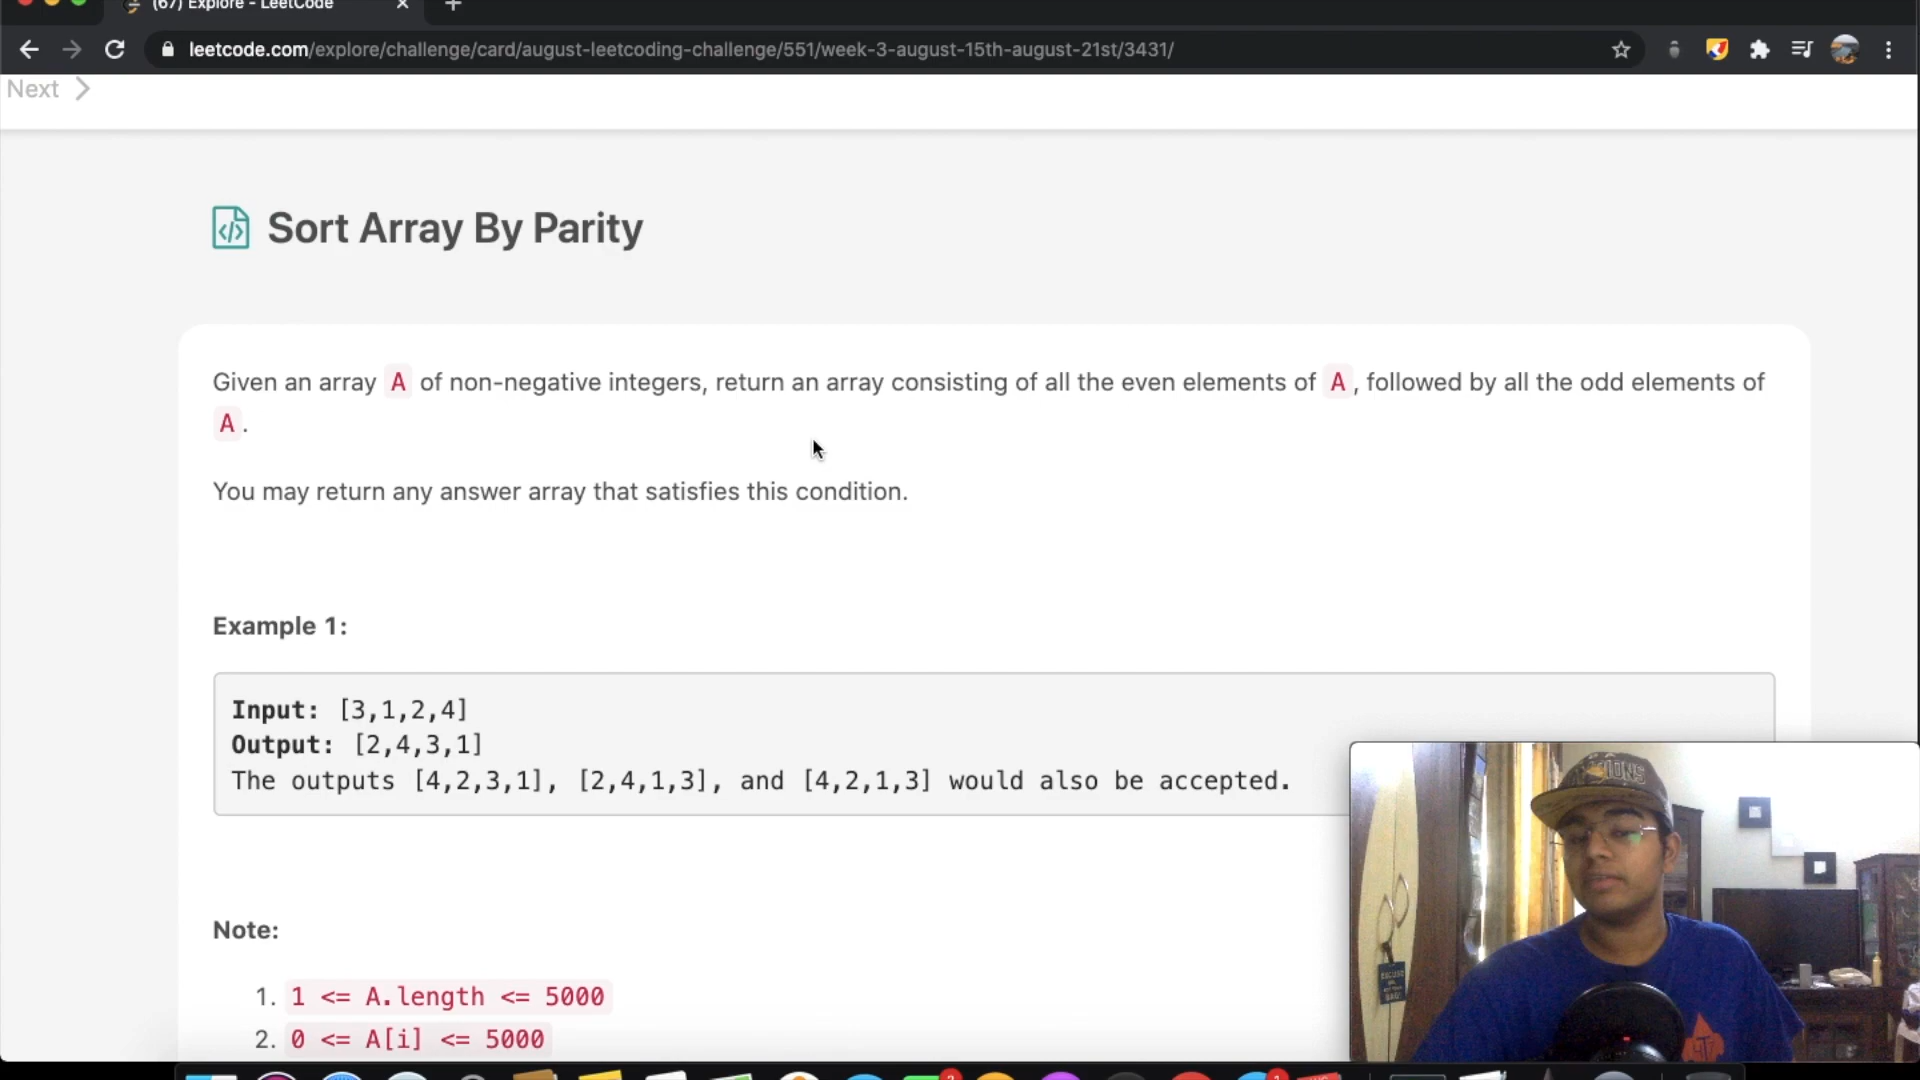 (67) Explore - LeetCode
leetcode.com/explore/challenge/card/august-leetcoding-challenge/551/week-3-august-15th-august-21st/3431/
Next
Sort Array By Parity
Given an array A of non-negative integers, return an array consisting of all the even elements of A, followed by all the odd elements of
A.
You may return any answer array that satisfies this condition.
Example 1:
Input: [3,1,2,4]
Output: [2,4,3,1]
The outputs [4,2,3,1], [2,4,1,3], and [4,2,1,3] would also be accepted.
Note:
1. 1 <= A.length <= 5000
2. 0 <= A[i] <= 5000